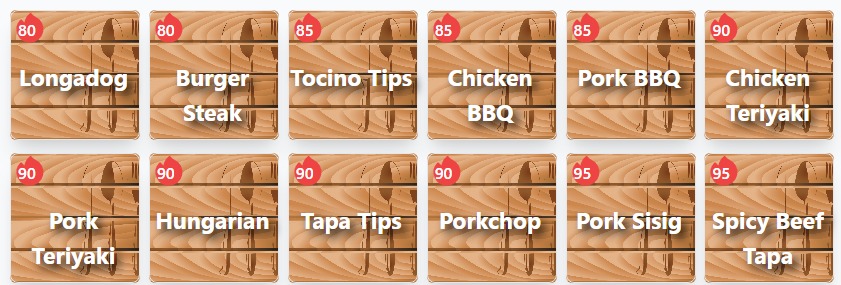 80
Longadog
80
Burger
Steak
85
Tocino Tips
85
Chicken
BBQ
85
Pork BBQ
90
Chicken
Teriyaki
90
Pork
Teriyaki
90
Hungarian
90
Tapa Tips
90
Porkchop
95
Pork Sisig
95
Spicy Beef
Tapa